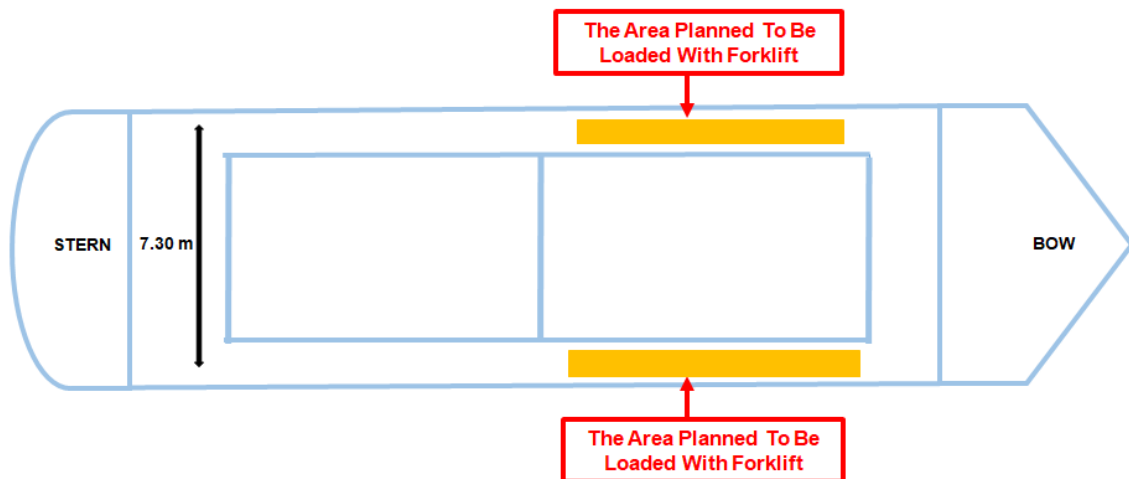 The Area Planned To Be
Loaded With Forklift
STERN
7.30 m
BOW
The Area Planned To Be
Loaded With Forklift